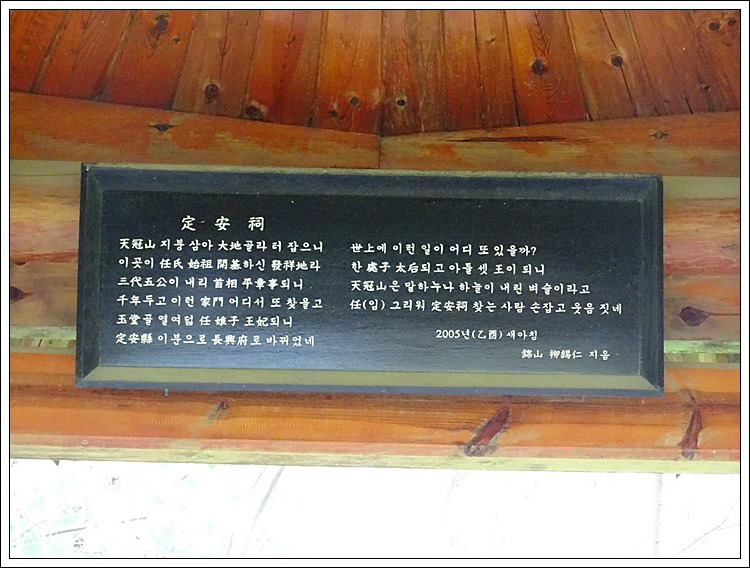 定安祠
天冠山 지붕 삼아 大地골라 터 잡으니
이곳이 任氏 始祖 開基하신 發祥地라
三代五公이 내리 首相 平章事되니
千年두고 이런 家門 어디서 또 찾을고
玉堂골 열여덟 任 娘子 王妃되니
定安縣 이분으로 長興府로 바뀌었네
世上에 이런 일이 어디 또 있을까?
한 處子 太后되고 아들 셋 王이 되니
天冠山은 말하누나 하늘이 내린 벼슬이라고
任(임) 그리워 定安祠 찾는 사람 손잡고 웃음 짓네
2005년(乙酉) 새아침
錦山 柳錫仁 지음